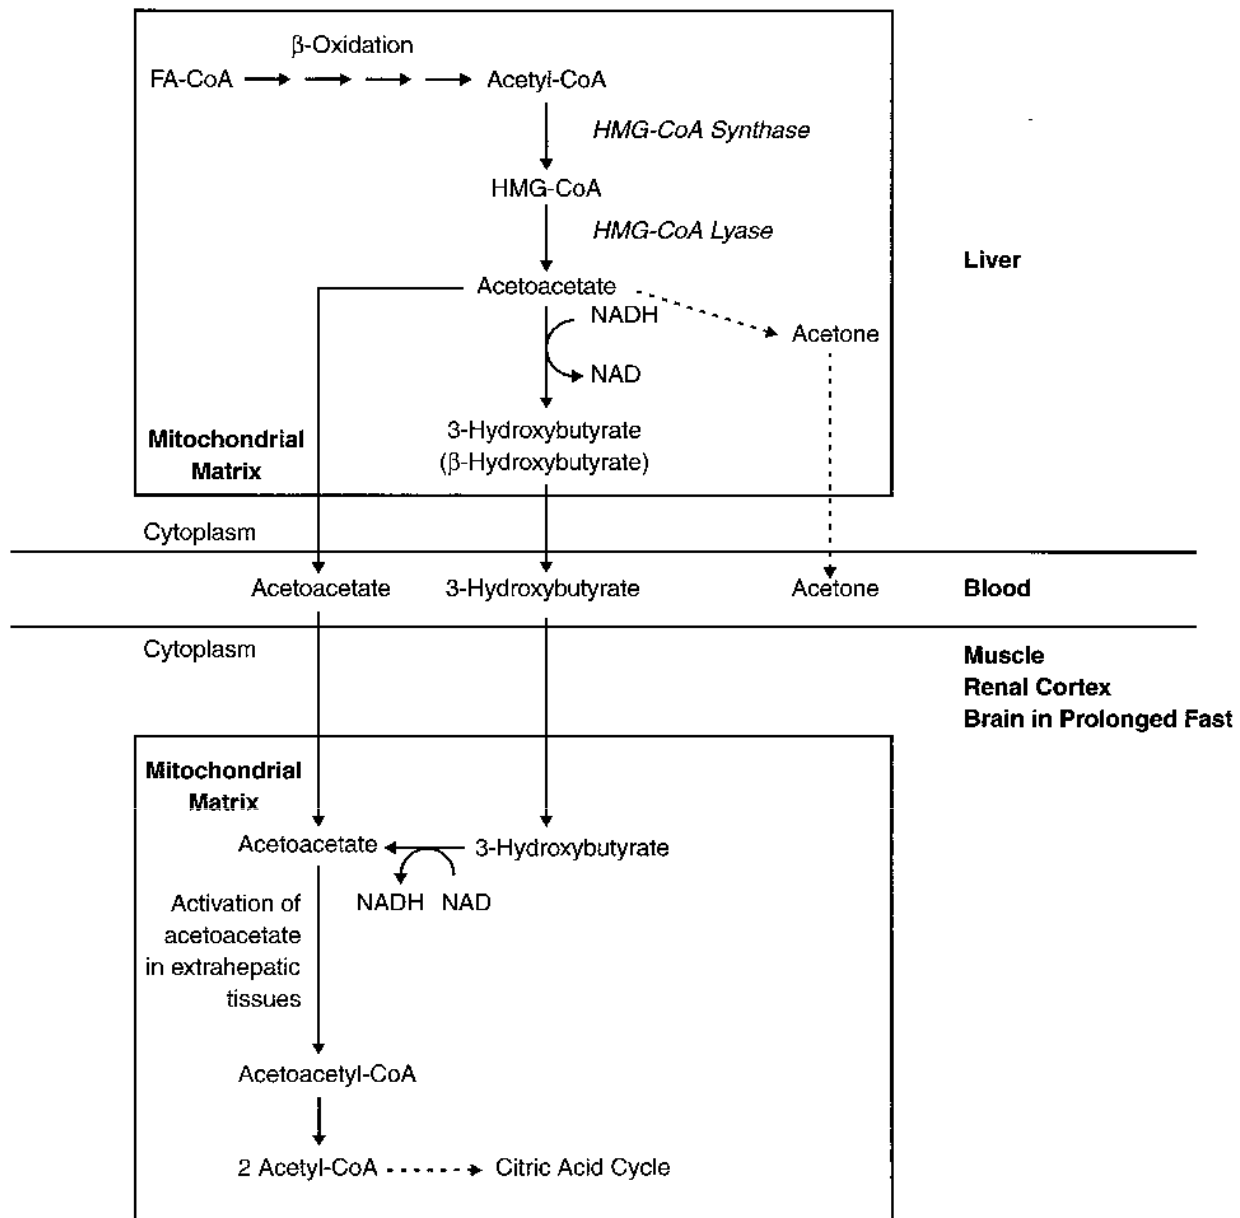 β-Oxidation
FA-CoA
Acetyl-CoA
HMG-CoA Synthase
HMG-CoA
HMG-CoA Lyase
Liver
Acetoacetate
NADH
Acetone
NAD
3-Hydroxybutyrate
(β-Hydroxybutyrate)
Mitochondrial
Matrix
Cytoplasm
Acetoacetate
3-Hydroxybutyrate
Acetone
Blood
Cytoplasm
Muscle
Renal Cortex
Brain in Prolonged Fast
Mitochondrial
Matrix
Acetoacetate
3-Hydroxybutyrate
NADH
NAD
Activation of
acetoacetate
in extrahepatic
tissues
Acetoacetyl-CoA
2 Acetyl-CoA
Citric Acid Cycle